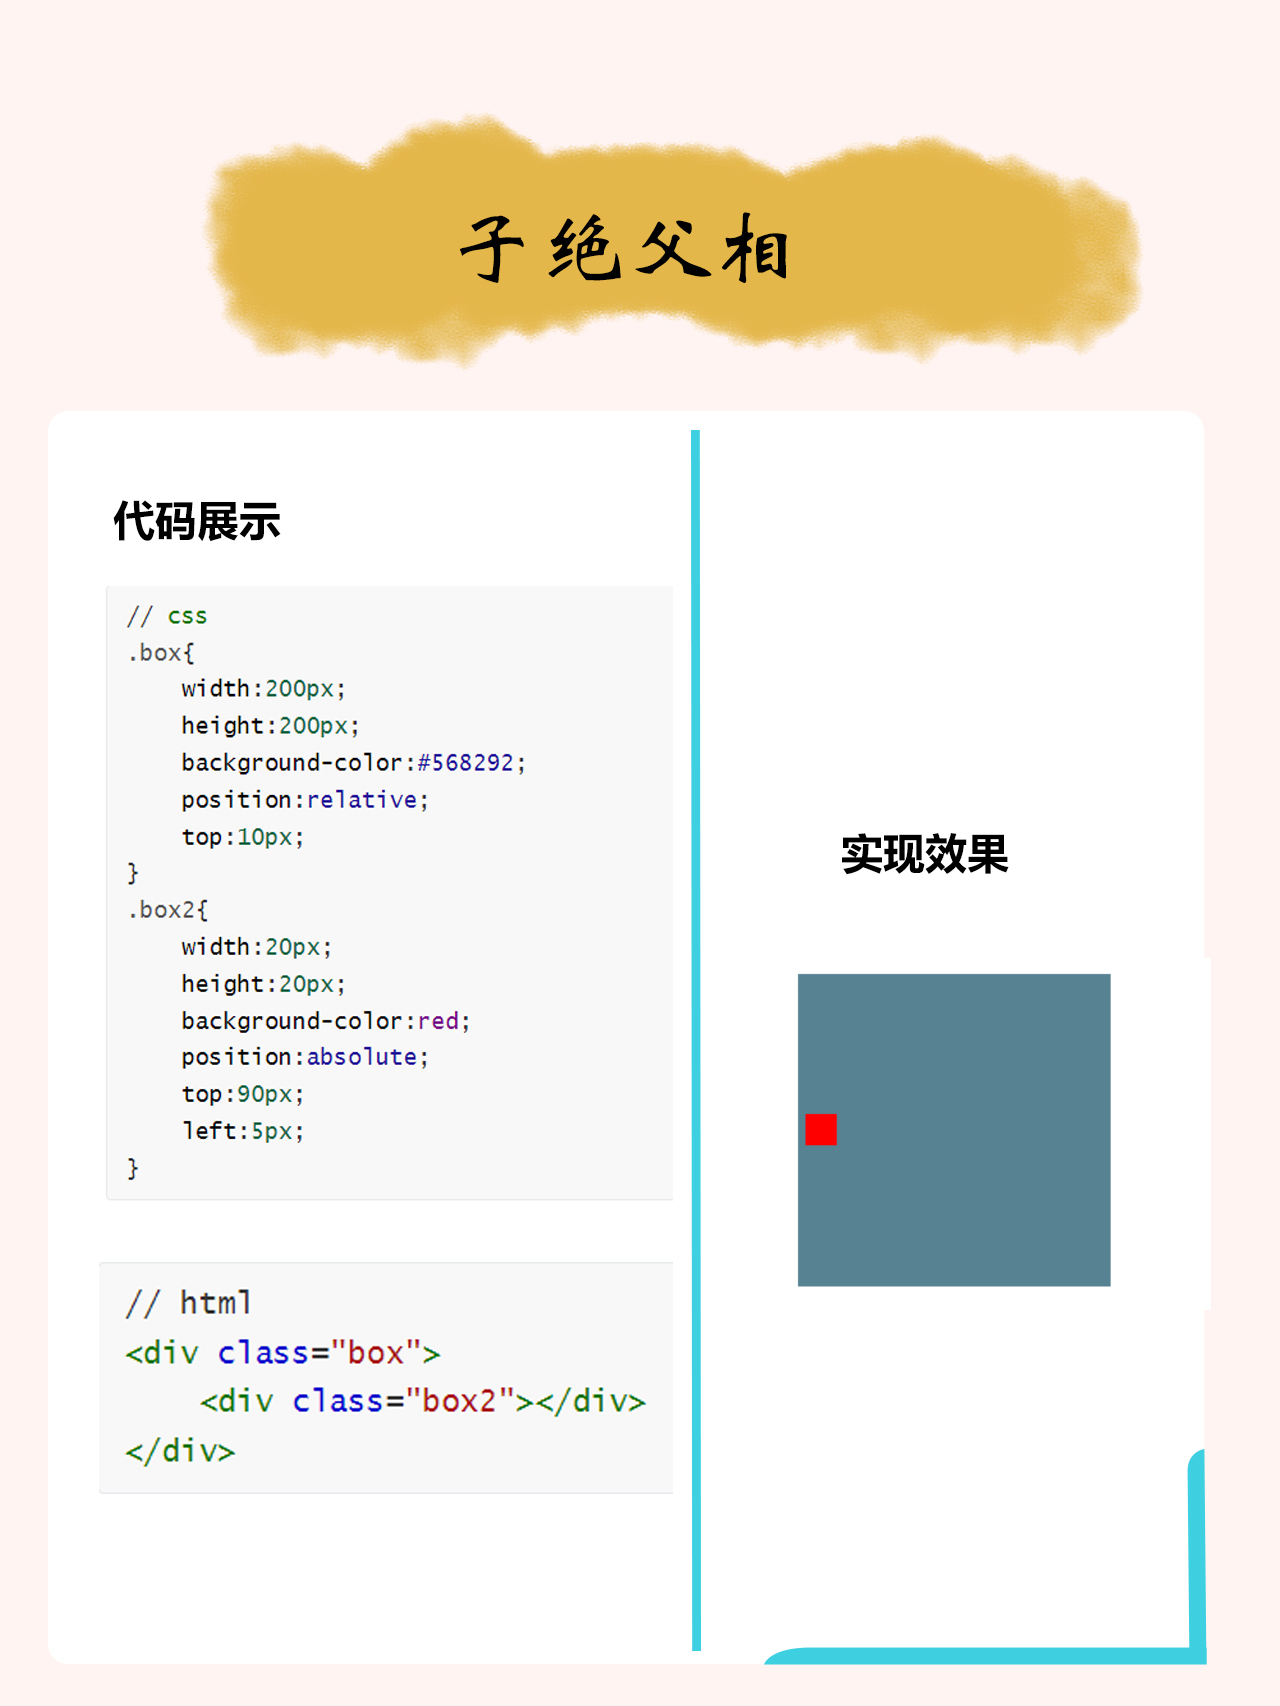 子绝父相
代码展示
// css
.box{
    width:200px;
    height:200px;
    background-color:#568292;
    position:relative;
    top:10px;
}
.box2{
    width:20px;
    height:20px;
    background-color:red;
    position:absolute;
    top:90px;
    left:5px;
}
// html
<div class="box">
    <div class="box2"></div>
</div>
实现效果